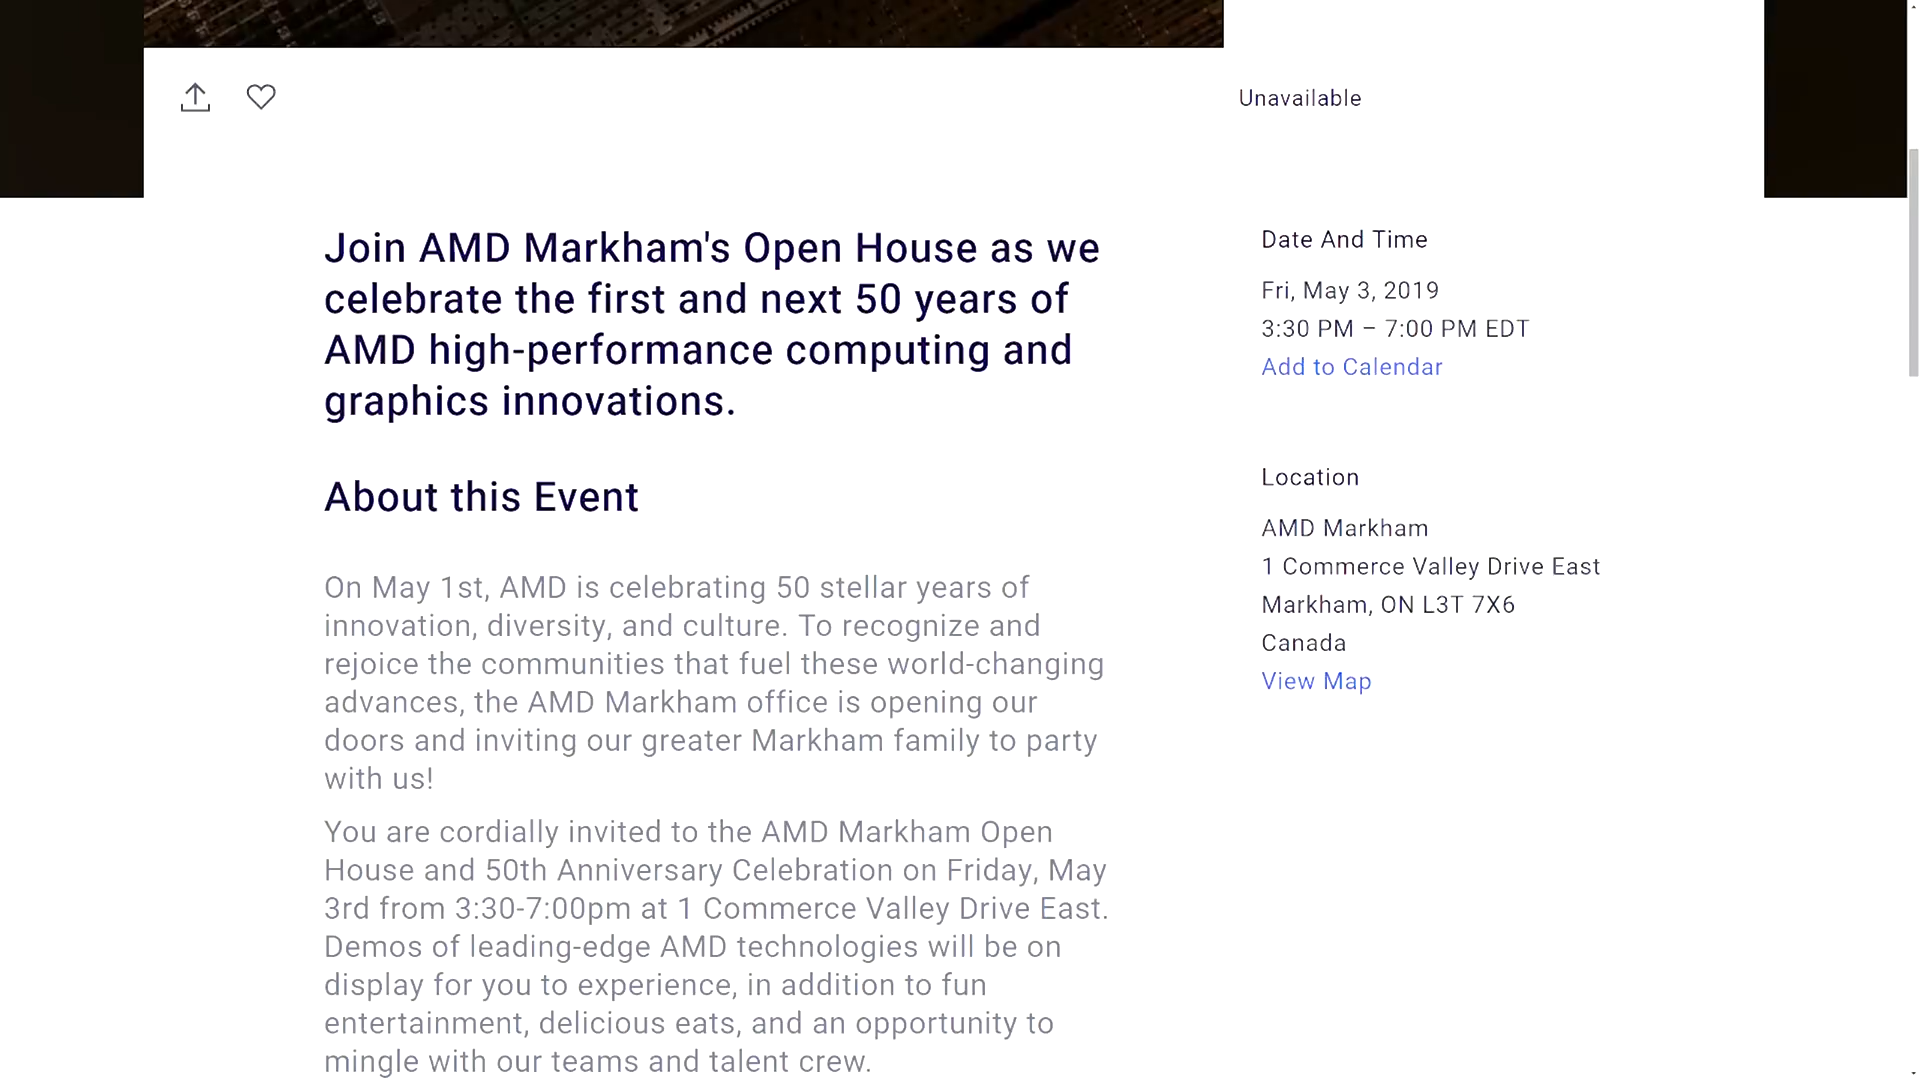 Unavailable
Join AMD Markham's Open House as we
celebrate the first and next 50 years of
AMD high-performance computing and
graphics innovations.
About this Event
On May 1st, AMD is celebrating 50 stellar years of
innovation, diversity, and culture. To recognize and
rejoice the communities that fuel these world-changing
advances, the AMD Markham office is opening our
doors and inviting our greater Markham family to party
with us!
You are cordially invited to the AMD Markham Open
House and 50th Anniversary Celebration on Friday, May
3rd from 3:30-7:00pm at 1 Commerce Valley Drive East.
Demos of leading-edge AMD technologies will be on
display for you to experience, in addition to fun
entertainment, delicious eats, and an opportunity to
mingle with our teams and talent crew.
Date And Time
Fri, May 3, 2019
3:30 PM – 7:00 PM EDT
Add to Calendar
Location
AMD Markham
1 Commerce Valley Drive East
Markham, ON L3T 7X6
Canada
View Map